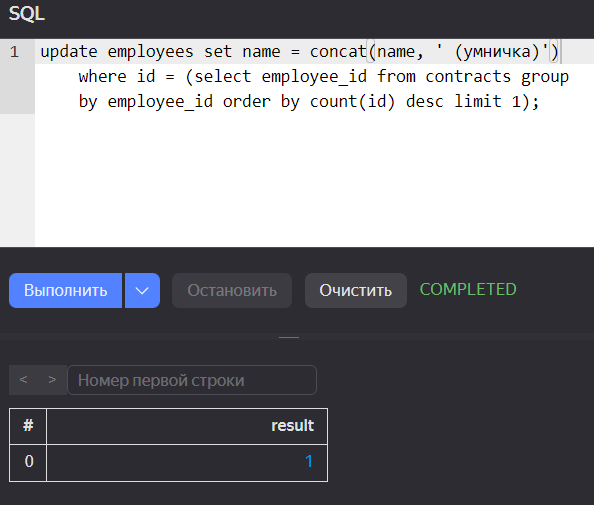 SQL
1 update employees set name = concat(name, ' (умничка)')
where id = (select employee_id from contracts group
by employee_id order by count(id) desc limit 1);
Выполнить Остановить Очистить COMPLETED
< > Номер первой строки
# result
0 1